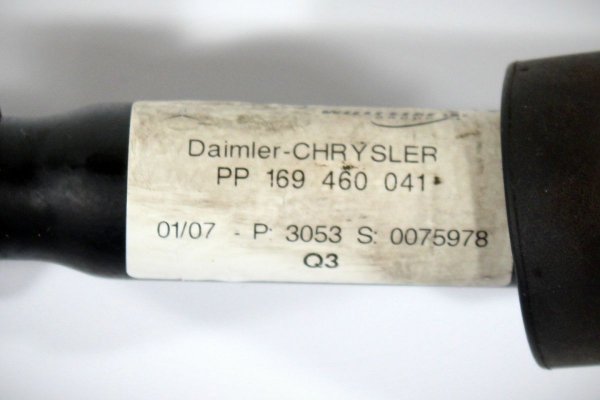 Daimler-CHRYSLER
PP 169 460 041
01/07 - P: 3053 S: 0075978
Q3